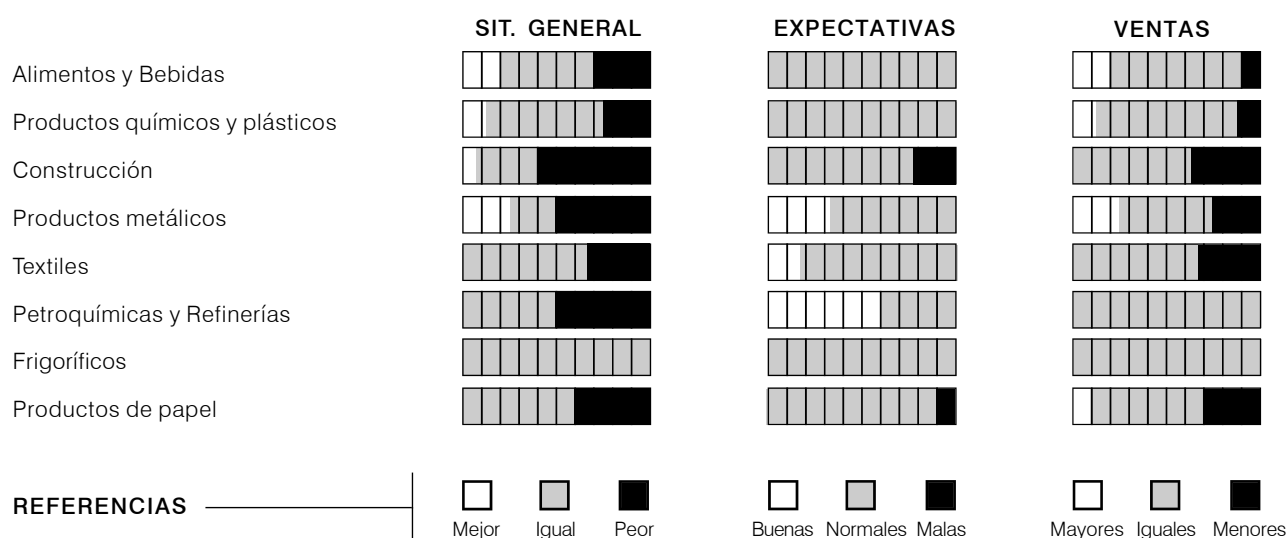 SIT. GENERAL EXPECTATIVAS VENTAS
Alimentos y Bebidas
Productos químicos y plásticos
Construcción
Productos metálicos
Textiles
Petroquímicas y Refinerías
Frigoríficos
Productos de papel
REFERENCIAS
Mejor Igual Peor Buenas Normales Malas Mayores Iguales Menores